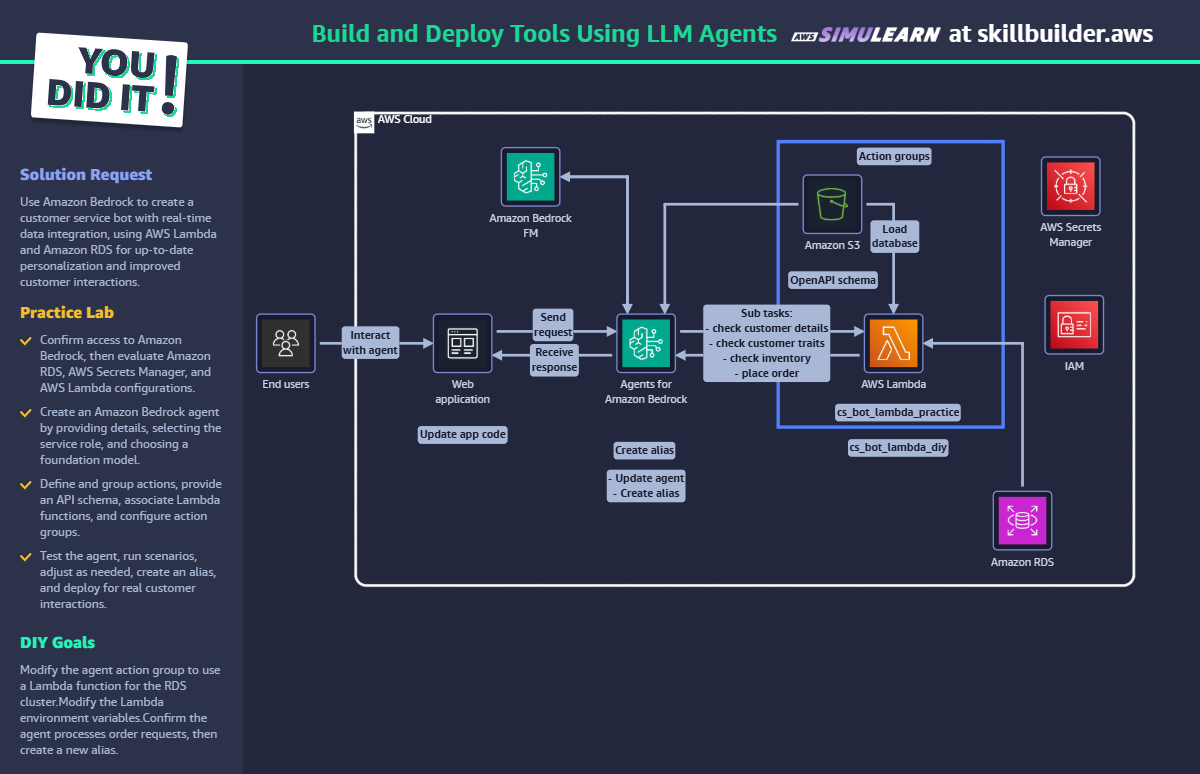 Build and Deploy Tools Using LLM Agents aws SIMULEARN at skillbuilder.aws
YOU
DID IT!
Solution Request
Use Amazon Bedrock to create a
customer service bot with real-time
data integration, using AWS Lambda
and Amazon RDS for up-to-date
personalization and improved
customer interactions.
Practice Lab
Confirm access to Amazon
Bedrock, then evaluate Amazon
RDS, AWS Secrets Manager, and
AWS Lambda configurations.
Create an Amazon Bedrock agent
by providing details, selecting the
service role, and choosing a
foundation model.
Define and group actions, provide
an API schema, associate Lambda
functions, and configure action
groups.
Test the agent, run scenarios,
adjust as needed, create an alias,
and deploy for real customer
interactions.
DIY Goals
Modify the agent action group to use
a Lambda function for the RDS
cluster.Modify the Lambda
environment variables.Confirm the
agent processes order requests, then
create a new alias.
aws
AWS Cloud
Amazon Bedrock
FM
Action groups
Amazon S3
Load
database
OpenAPI schema
AWS Secrets
Manager
IAM
End users
Interact
with agent
Web
application
Update app code
Send
request
Receive
response
Agents for
Amazon Bedrock
Create alias
- Update agent
- Create alias
Sub tasks:
- check customer details
- check customer traits
- check inventory
- place order
AWS Lambda
cs_bot_lambda_practice
cs_bot_lambda_diy
Amazon RDS